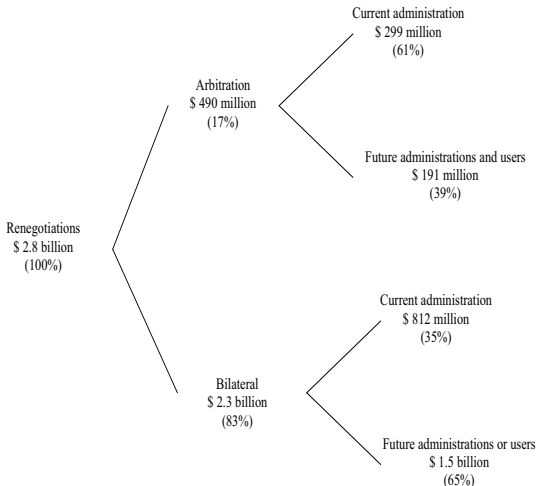 Current administration
$ 299 million
(61%)
Arbitration
$ 490 million
(17%)
Future administrations and users
$ 191 million
(39%)
Renegotiations
$ 2.8 billion
(100%)
Current administration
$ 812 million
(35%)
Bilateral
$ 2.3 billion
(83%)
Future administrations or users
$ 1.5 billion
(65%)